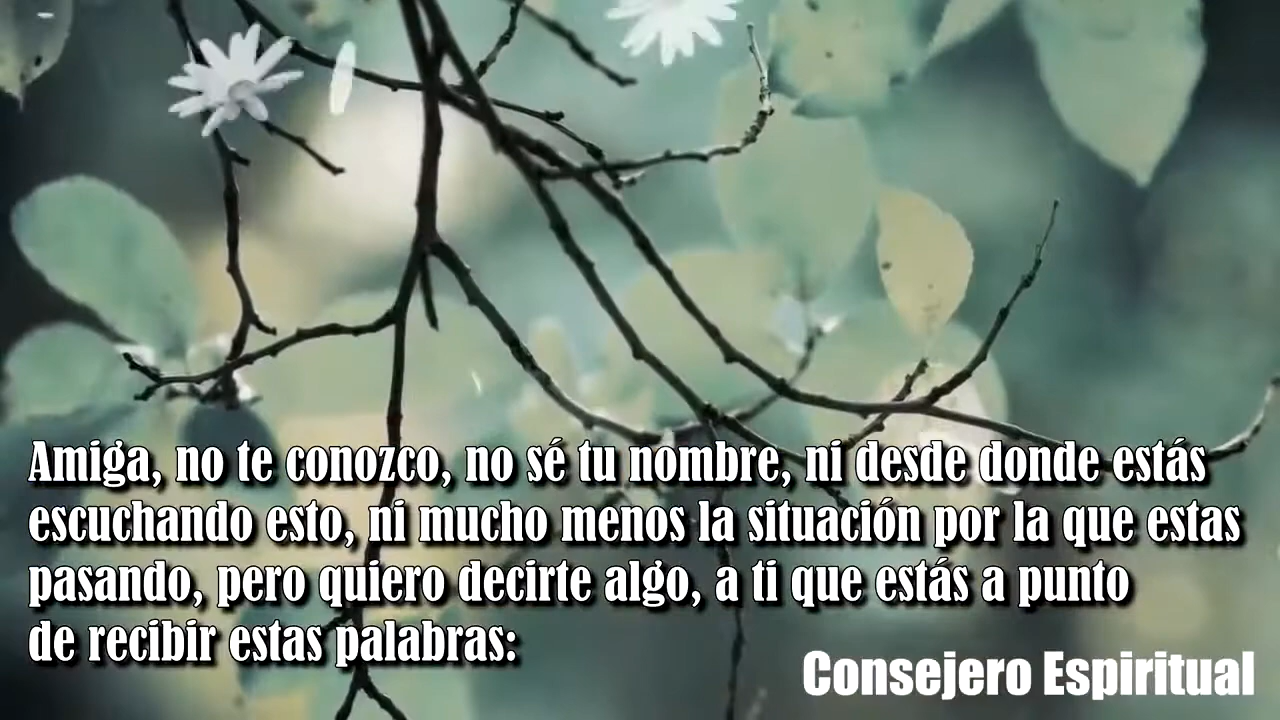 Amiga, no te conozco, no sé tu nombre, ni desde donde estás
escuchando esto, ni mucho menos la situación por la que estas
pasando, pero quiero decirte algo, a ti que estás a punto
de recibir estas palabras:
Consejero Espiritual